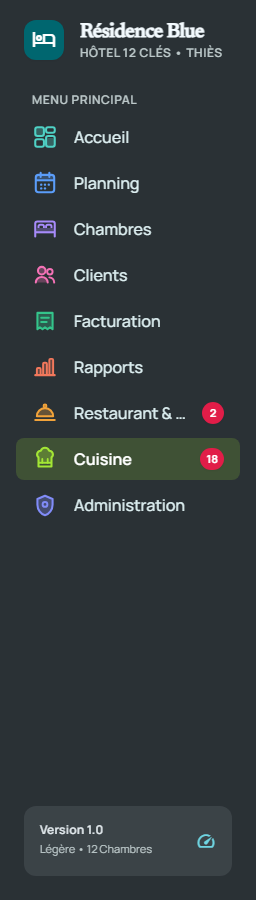 Résidence Blue
HÔTEL 12 CLÉS • THIÈS
MENU PRINCIPAL
Accueil
Planning
Chambres
Clients
Facturation
Rapports
Restaurant & ... 2
Cuisine 18
Administration
Version 1.0
Légère • 12 Chambres